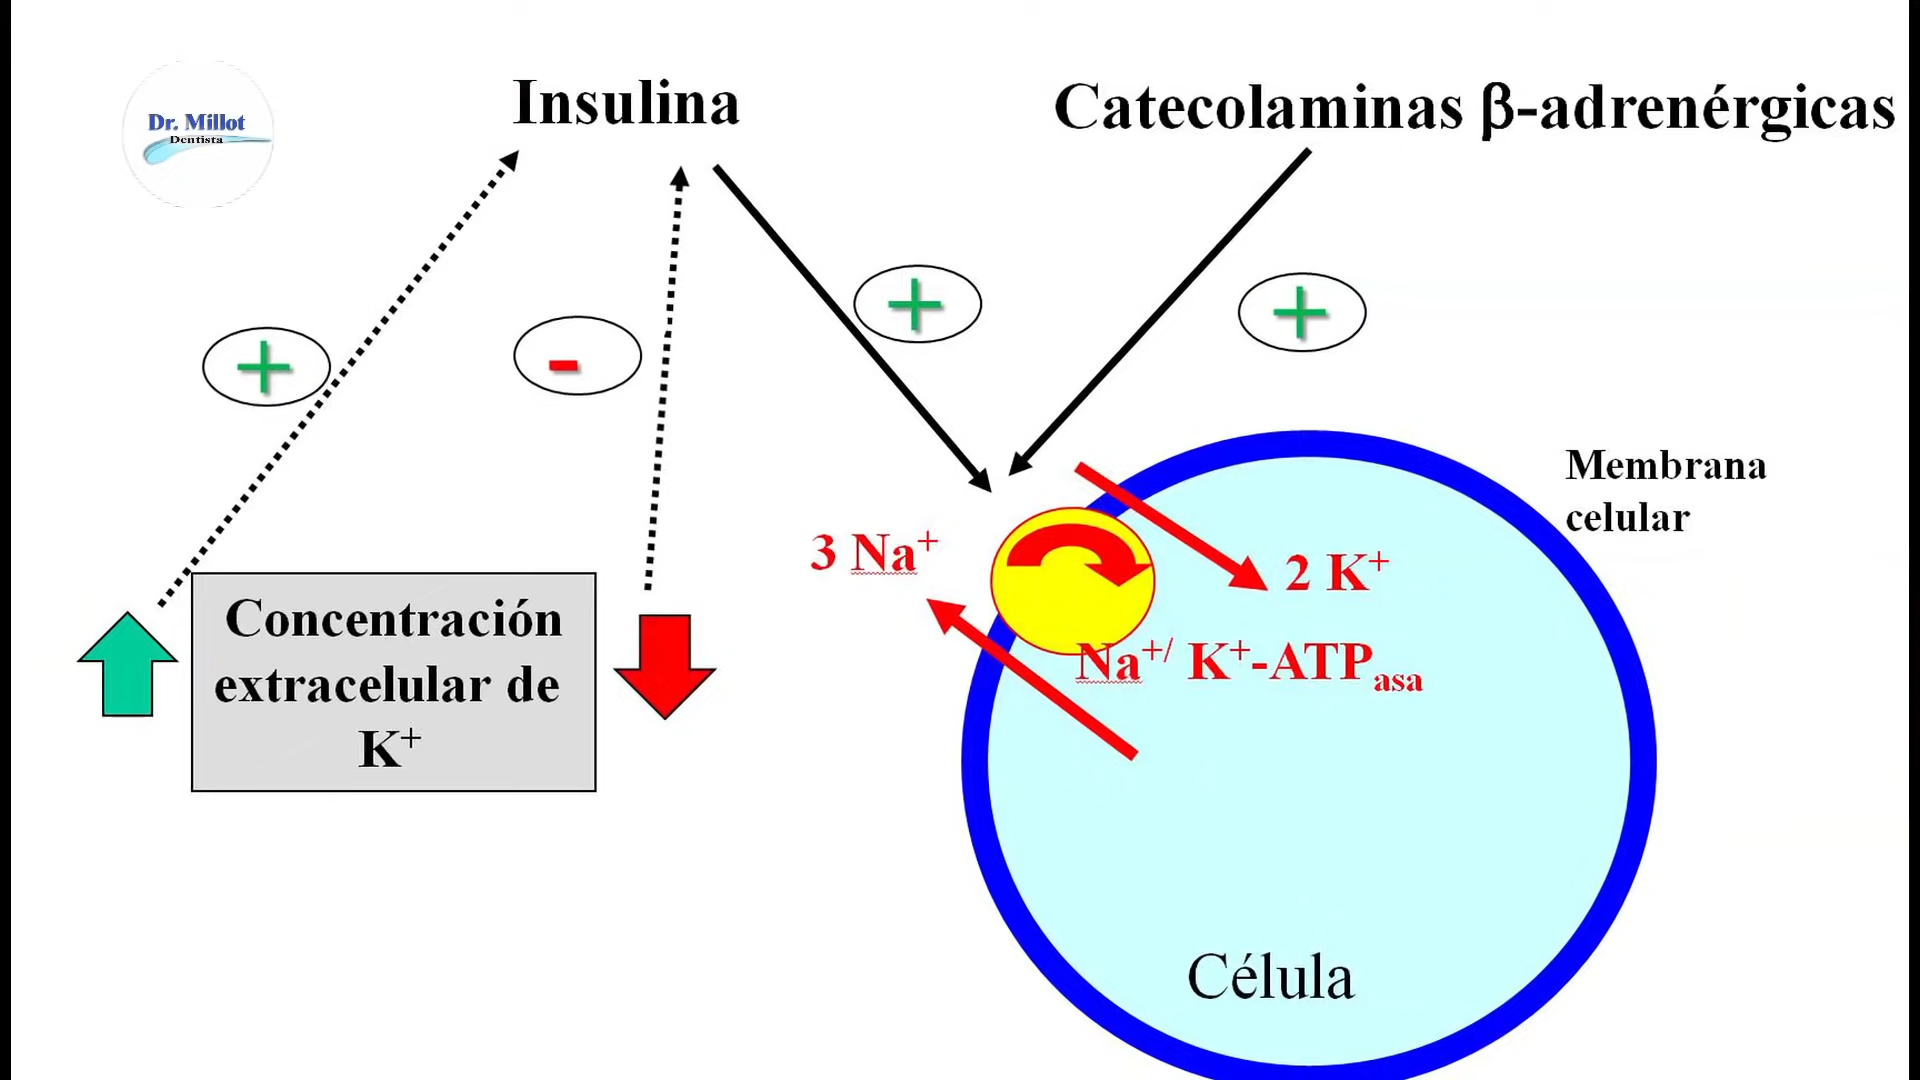 Dr. Millot
Dentista
Insulina
Catecolaminas β-adrenérgicas
+
-
+
+
Membrana
celular
3 Na⁺
2 K⁺
Na⁺/ K⁺-ATPasa
Concentración
extracelular de
K⁺
Célula